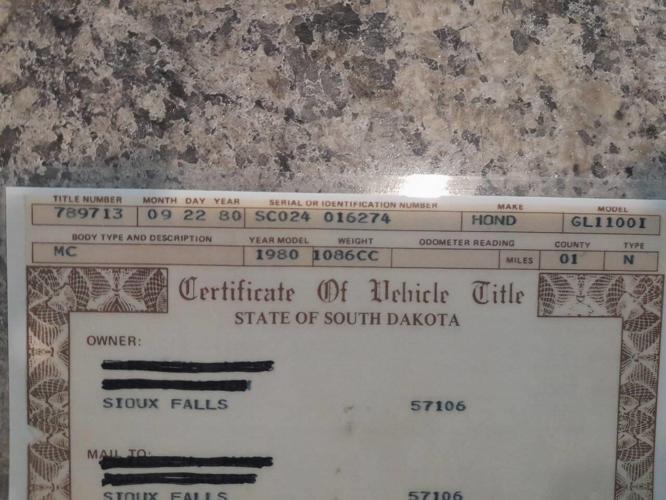 TITLE NUMBER MONTH DAY YEAR SERIAL OR IDENTIFICATION NUMBER MAKE MODEL
789713 09 22 80 SC024 016274 HOND GL1100I
BODY TYPE AND DESCRIPTION YEAR MODEL WEIGHT ODOMETER READING COUNTY TYPE
MC 1980 1086CC MILES 01 N
Certificate Of Vehicle Title
STATE OF SOUTH DAKOTA
OWNER:
SIOUX FALLS 57106
MAIL TO:
SIOUX FALLS 57106